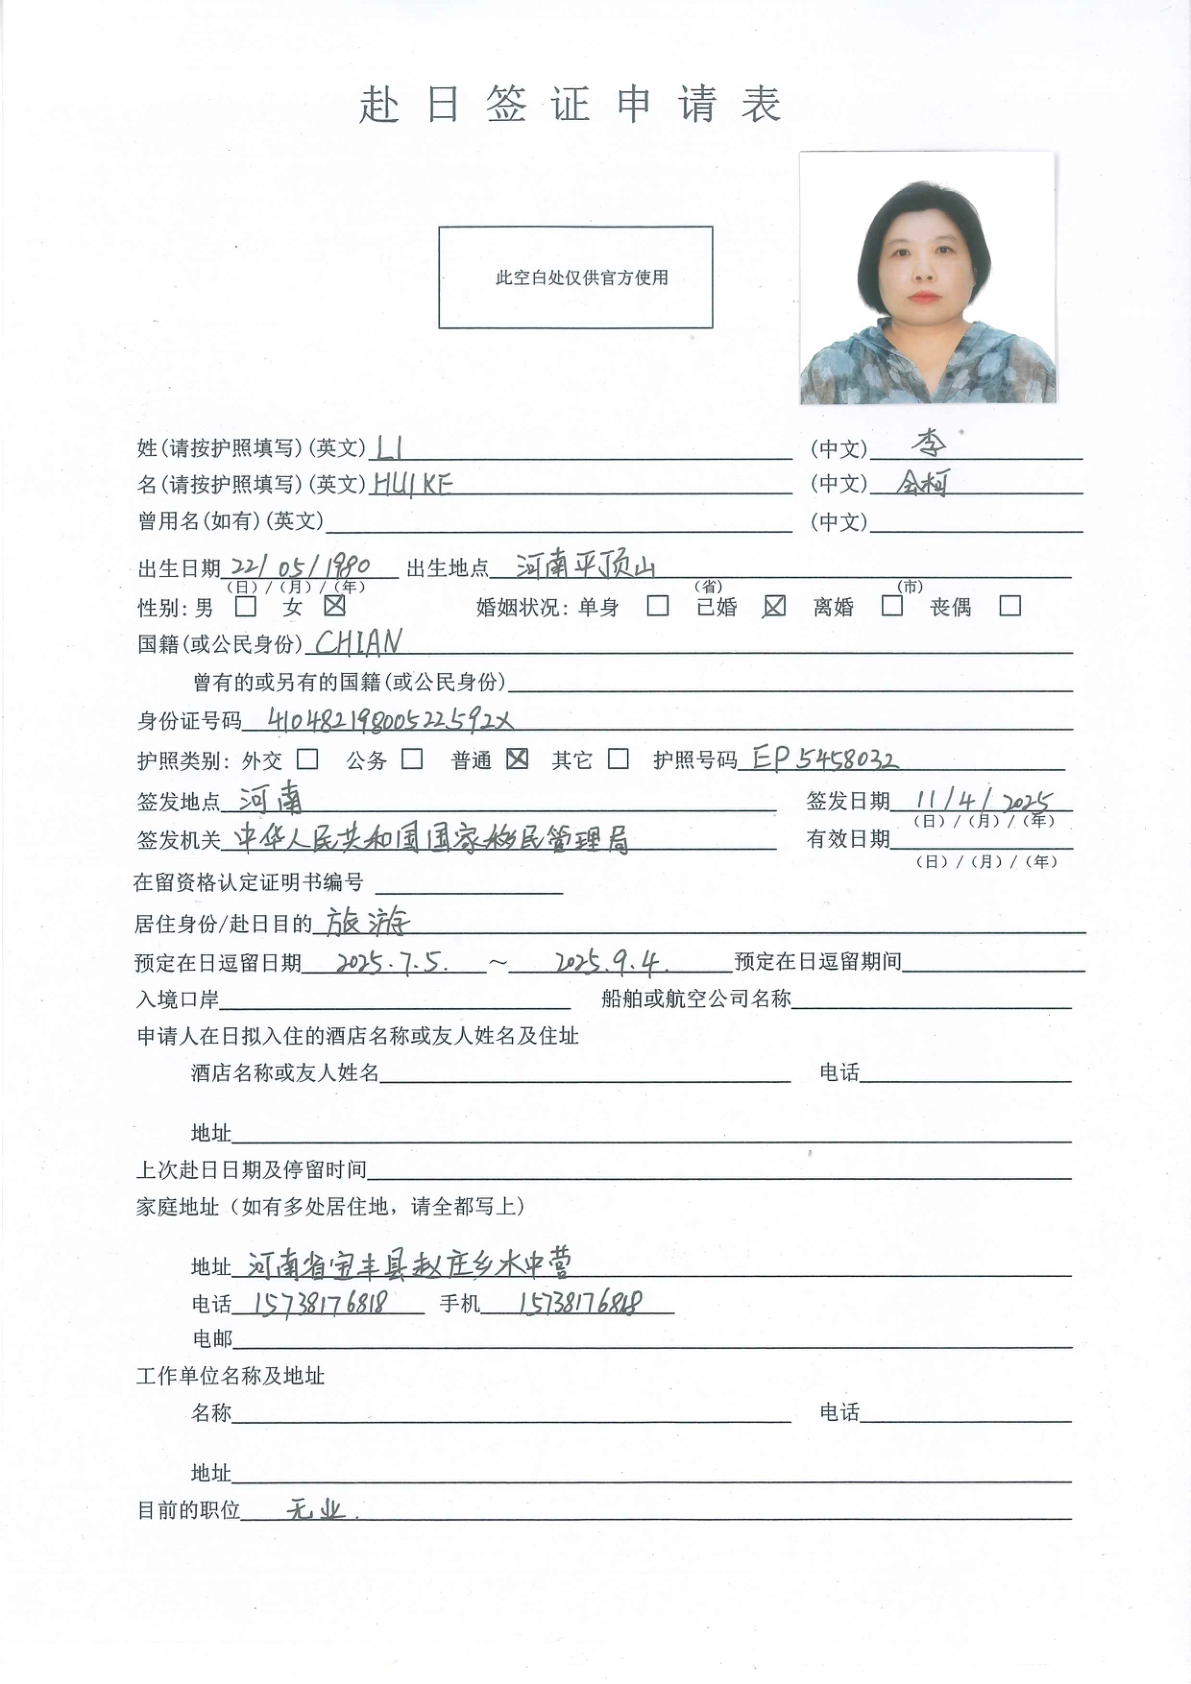 赴日签证申请表
此空白处仅供官方使用
姓(请按护照填写)(英文) LI (中文) 李
名(请按护照填写)(英文) HUIKE (中文) 会柯
曾用名(如有)(英文) (中文)
出生日期 22/05/1980 出生地点 河南平顶山
(日)/(月)/(年) (省) (市)
性别: 男 □ 女 ☒ 婚姻状况: 单身 □ 已婚 ☒ 离婚 □ 丧偶 □
国籍(或公民身份) CHIAN
曾有的或另有的国籍(或公民身份)
身份证号码 41048219800522592X
护照类别: 外交 □ 公务 □ 普通 ☒ 其它 □ 护照号码 EP5458032
签发地点 河南 签发日期 11/4/2025
(日)/(月)/(年)
签发机关 中华人民共和国国家移民管理局 有效日期
(日)/(月)/(年)
在留资格认定证明书编号
居住身份/赴日目的 旅游
预定在日逗留日期 2025.7.5. ~ 2025.9.4. 预定在日逗留期间
入境口岸 船舶或航空公司名称
申请人在日拟入住的酒店名称或友人姓名及住址
酒店名称或友人姓名 电话
地址
上次赴日日期及停留时间
家庭地址（如有多处居住地，请全都写上）
地址 河南省宝丰县赵庄乡水中营
电话 15738176818 手机 15738176818
电邮
工作单位名称及地址
名称 电话
地址
目前的职位 无业.